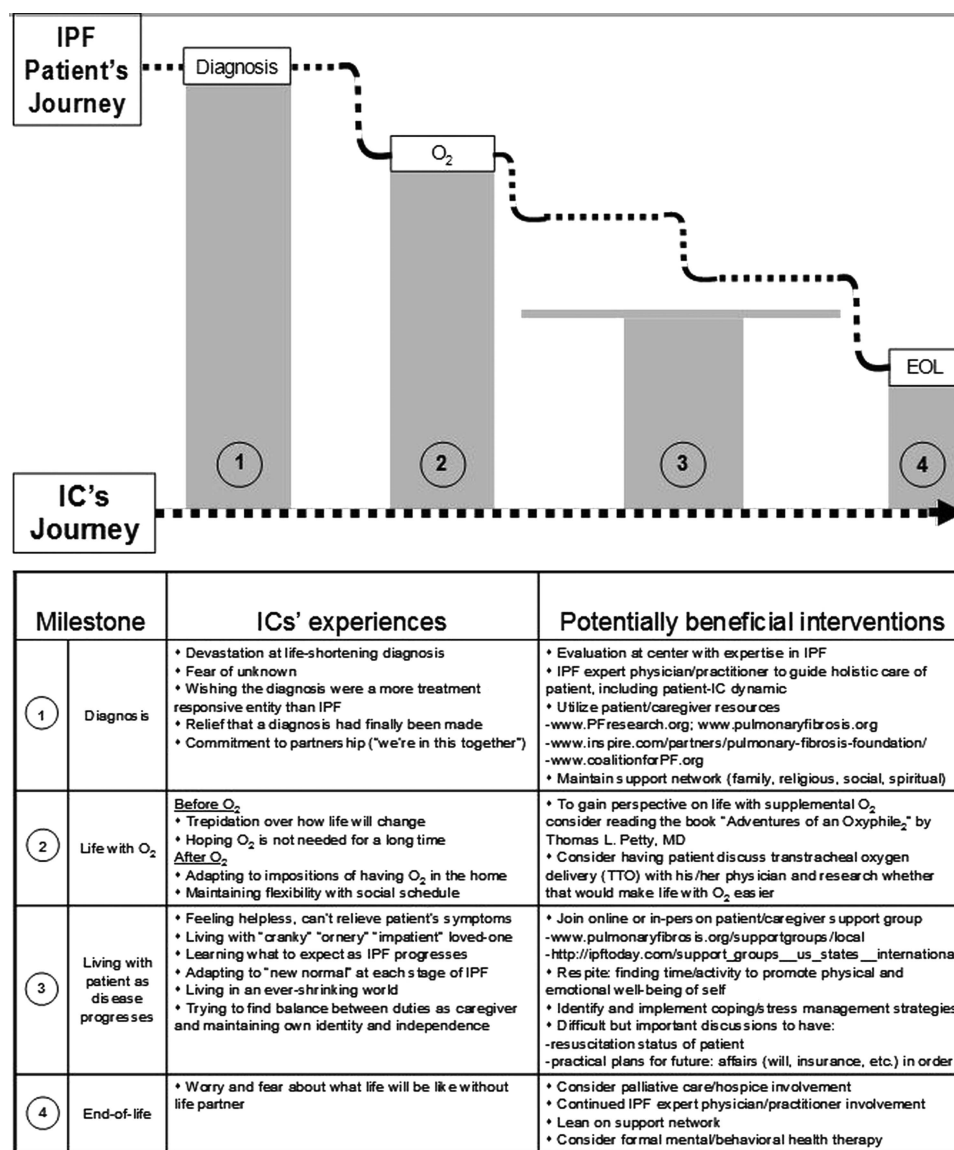 IPF
Patient's
Journey
Diagnosis
O₂
EOL
1
2
3
4
IC's
Journey
Milestone
ICs' experiences
Potentially beneficial interventions
1
Diagnosis
• Devastation at life-shortening diagnosis
• Fear of unknown
• Wishing the diagnosis were a more treatment
responsive entity than IPF
• Relief that a diagnosis had finally been made
• Commitment to partnership ("we're in this together")
• Evaluation at center with expertise in IPF
• IPF expert physician/practitioner to guide holistic care of
patient, including patient-IC dynamic
• Utilize patient/caregiver resources
-www.PFresearch.org; www.pulmonaryfibrosis.org
-www.inspire.com/partners/pulmonary-fibrosis-foundation/
-www.coalitionforPF.org
• Maintain support network (family, religious, social, spiritual)
2
Life with O₂
Before O₂
• Trepidation over how life will change
• Hoping O₂ is not needed for a long time
After O₂
• Adapting to impositions of having O₂ in the home
• Maintaining flexibility with social schedule
• To gain perspective on life with supplemental O₂
consider reading the book "Adventures of an Oxyphile₂" by
Thomas L. Petty, MD
• Consider having patient discuss transtracheal oxygen
delivery (TTO) with his/her physician and research whether
that would make life with O₂ easier
3
Living with
patient as
disease
progresses
• Feeling helpless, can't relieve patient's symptoms
• Living with "cranky" "ornery" "impatient" loved-one
• Learning what to expect as IPF progresses
• Adapting to "new normal" at each stage of IPF
• Living in an ever-shrinking world
• Trying to find balance between duties as caregiver
and maintaining own identity and independence
• Join online or in-person patient/caregiver support group
-www.pulmonaryfibrosis.org/supportgroups/local
-http://ipftoday.com/support_groups__us_states__internationa
• Respite: finding time/activity to promote physical and
emotional well-being of self
• Identify and implement coping/stress management strategies
• Difficult but important discussions to have:
-resuscitation status of patient
-practical plans for future: affairs (will, insurance, etc.) in order
4
End-of-life
• Worry and fear about what life will be like without
life partner
• Consider palliative care/hospice involvement
• Continued IPF expert physician/practitioner involvement
• Lean on support network
• Consider formal mental/behavioral health therapy